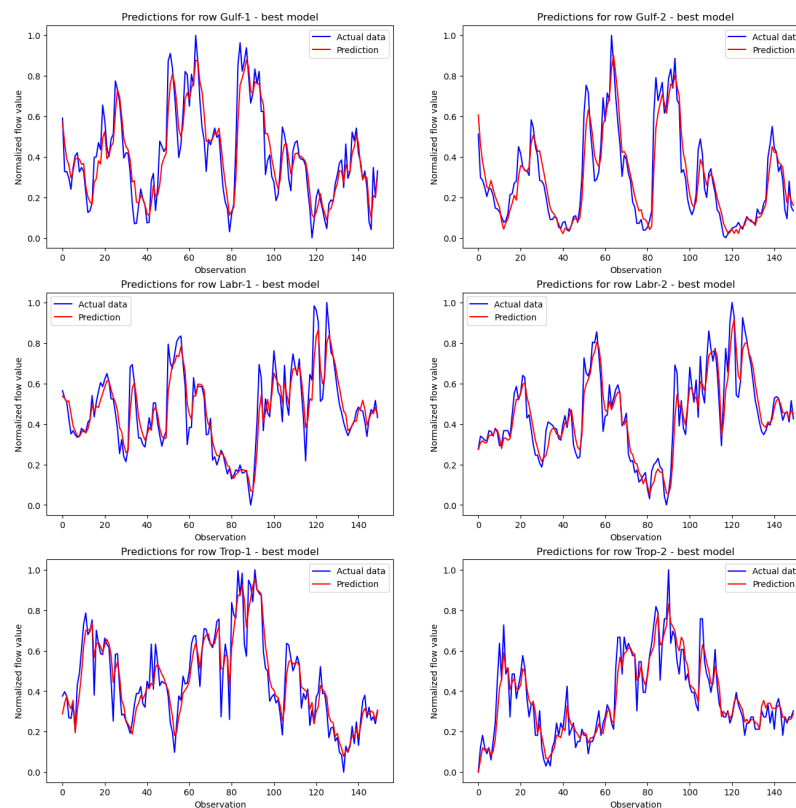 Predictions for row Gulf-1 - best model
Normalized flow value
1.0
0.8
0.6
0.4
0.2
0.0
Actual data
Prediction
0 20 40 60 80 100 120 140
Observation
Predictions for row Gulf-2 - best model
Normalized flow value
1.0
0.8
0.6
0.4
0.2
0.0
Actual data
Prediction
0 20 40 60 80 100 120 140
Observation
Predictions for row Labr-1 - best model
Normalized flow value
1.0
0.8
0.6
0.4
0.2
0.0
Actual data
Prediction
0 20 40 60 80 100 120 140
Observation
Predictions for row Labr-2 - best model
Normalized flow value
1.0
0.8
0.6
0.4
0.2
0.0
Actual data
Prediction
0 20 40 60 80 100 120 140
Observation
Predictions for row Trop-1 - best model
Normalized flow value
1.0
0.8
0.6
0.4
0.2
0.0
Actual data
Prediction
0 20 40 60 80 100 120 140
Observation
Predictions for row Trop-2 - best model
Normalized flow value
1.0
0.8
0.6
0.4
0.2
0.0
Actual data
Prediction
0 20 40 60 80 100 120 140
Observation